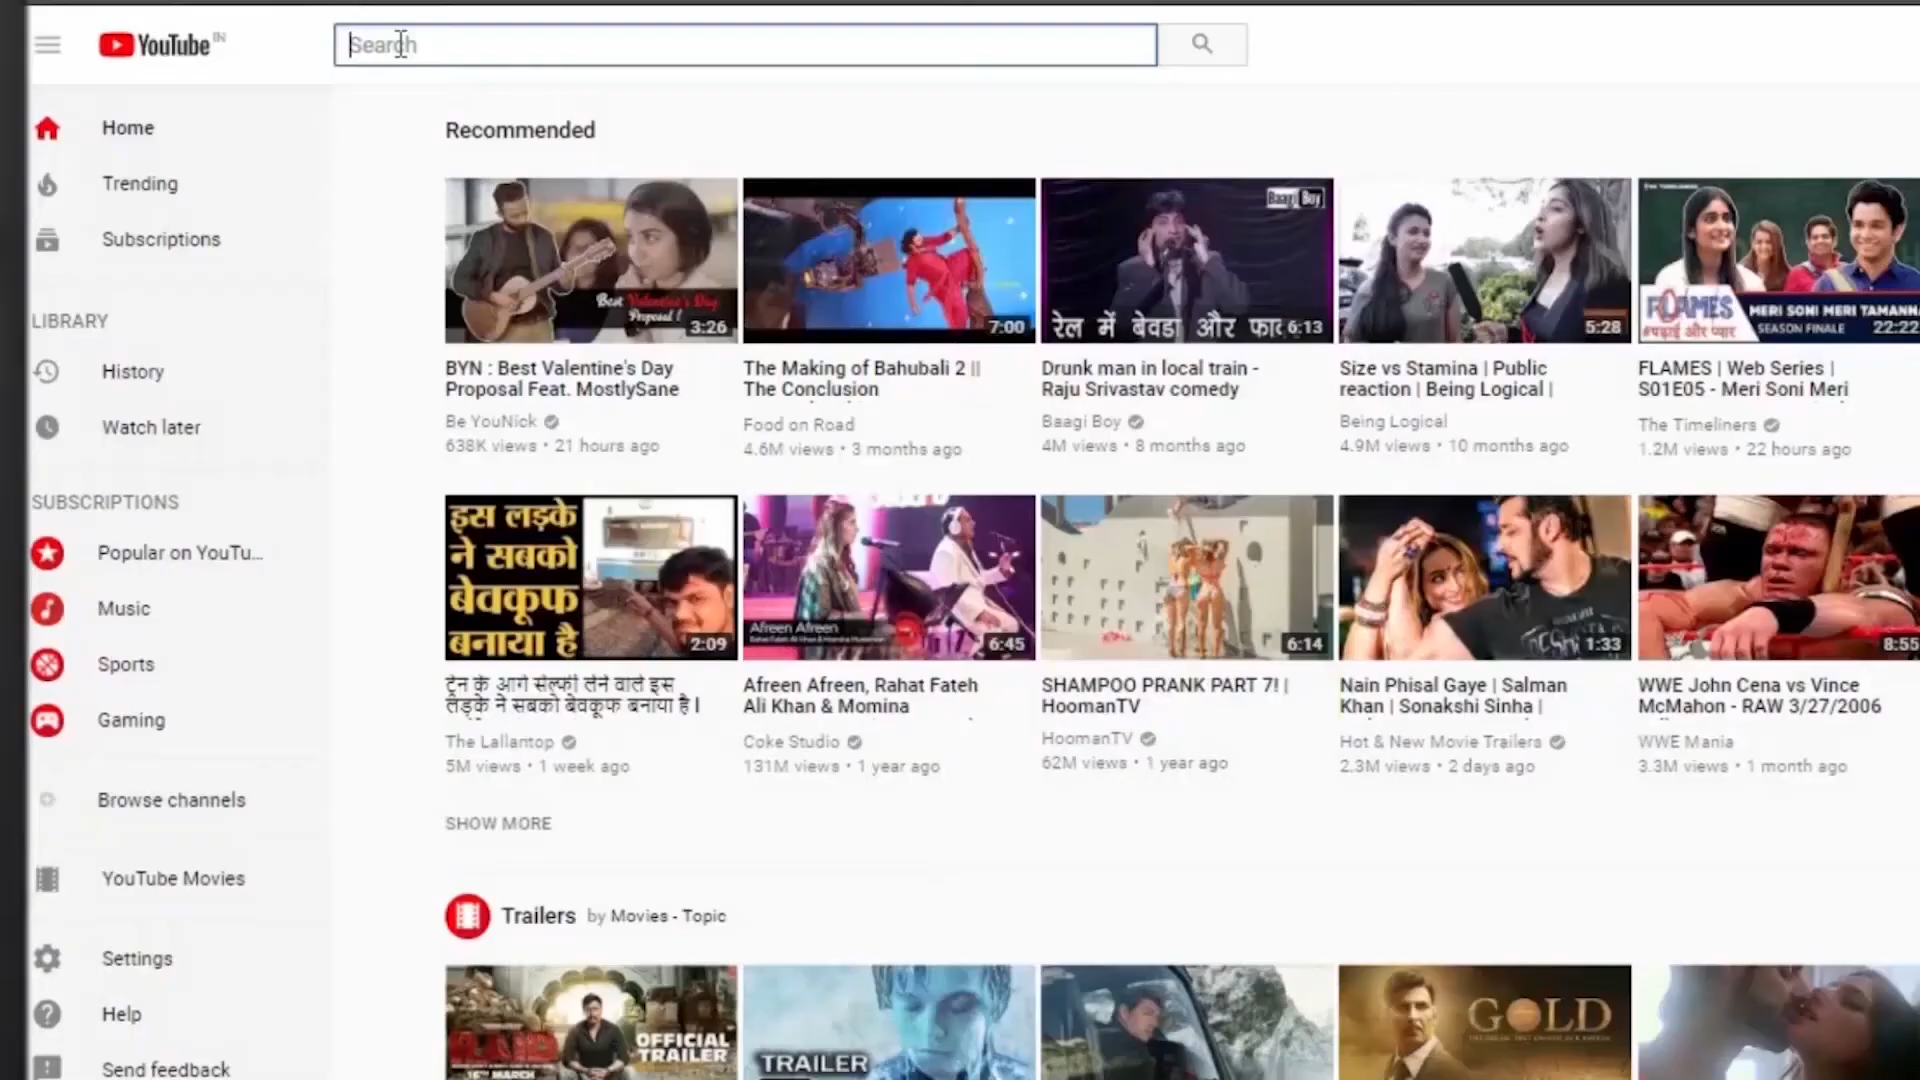 YouTube IN
Search
Home
Trending
Subscriptions
LIBRARY
History
Watch later
SUBSCRIPTIONS
Popular on YouTu...
Music
Sports
Gaming
Browse channels
YouTube Movies
Settings
Help
Send feedback
Recommended
Best Valentine's Day
Proposal !
3:26
BYN : Best Valentine's Day
Proposal Feat. MostlySane
Be YouNick
638K views • 21 hours ago
7:00
The Making of Bahubali 2 ||
The Conclusion
Food on Road
4.6M views • 3 months ago
Baagi Boy
रेल में बेवडा और
6:13
Drunk man in local train -
Raju Srivastav comedy
Baagi Boy
4M views • 8 months ago
5:28
Size vs Stamina | Public
reaction | Being Logical |
Being Logical
4.9M views • 10 months ago
FLAMES
#पढ़ाई और प्यार
MERI SONI MERI TAMANNA
SEASON FINALE
22:22
FLAMES | Web Series |
S01E05 - Meri Soni Meri
The Timeliners
1.2M views • 22 hours ago
इस लड़के
ने सबको
बेवकूफ
बनाया है
2:09
ट्रेन के आगे सेल्फी लेने वाले इस
लड़के ने सबको बेवकूफ बनाया है l
The Lallantop
5M views • 1 week ago
Afreen Afreen
6:45
Afreen Afreen, Rahat Fateh
Ali Khan & Momina
Coke Studio
131M views • 1 year ago
6:14
SHAMPOO PRANK PART 7! |
HoomanTV
HoomanTV
62M views • 1 year ago
1:33
Nain Phisal Gaye | Salman
Khan | Sonakshi Sinha |
Hot & New Movie Trailers
2.3M views • 2 days ago
8:55
WWE John Cena vs Vince
McMahon - RAW 3/27/2006
WWE Mania
3.3M views • 1 month ago
SHOW MORE
Trailers by Movies - Topic
RAID
OFFICIAL
TRAILER
16TH MARCH
TRAILER
GOLD